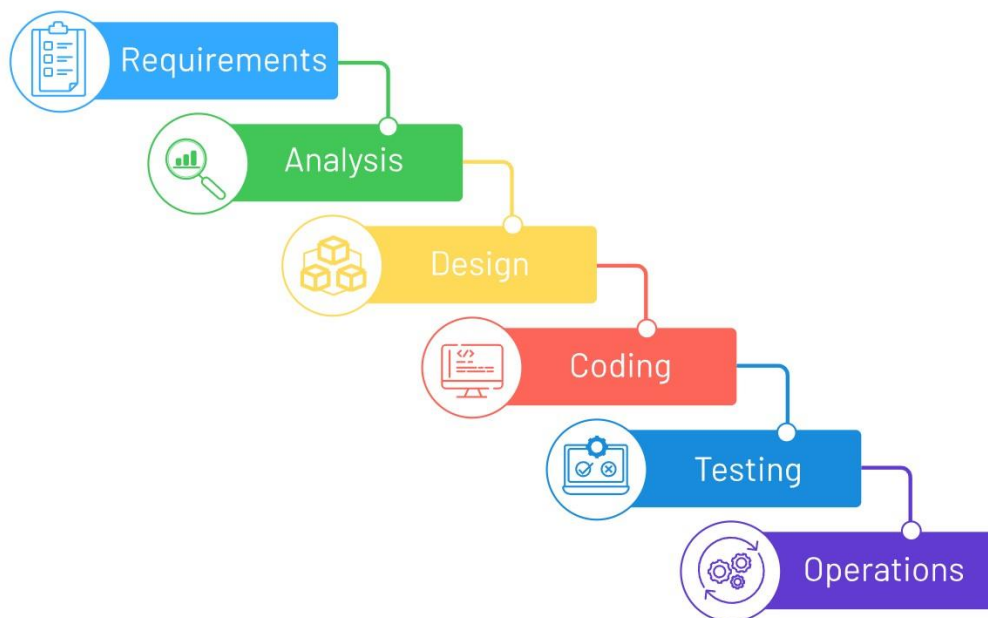 Requirements
Analysis
Design
Coding
Testing
Operations